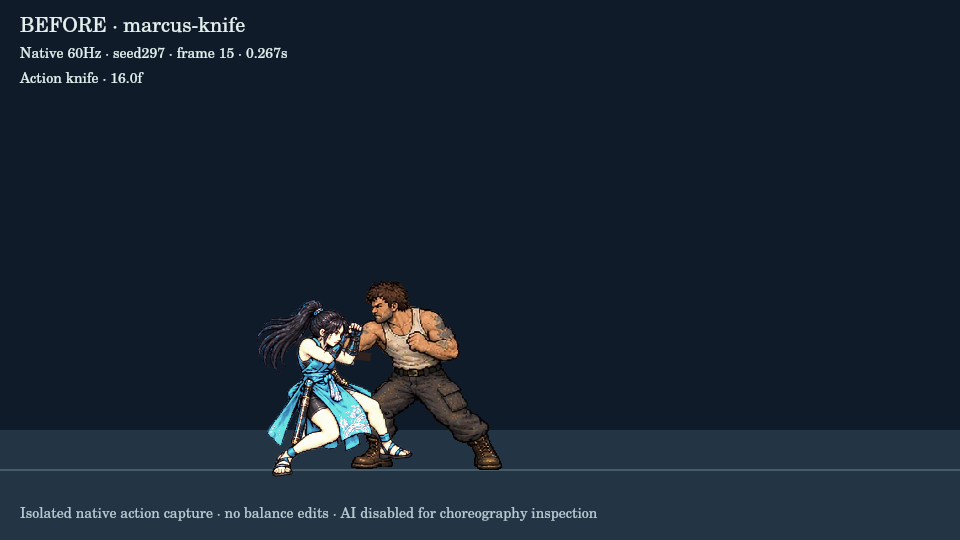 BEFORE · marcus-knife
Native 60Hz · seed297 · frame 15 · 0.267s
Action knife · 16.0f
Isolated native action capture · no balance edits · AI disabled for choreography inspection